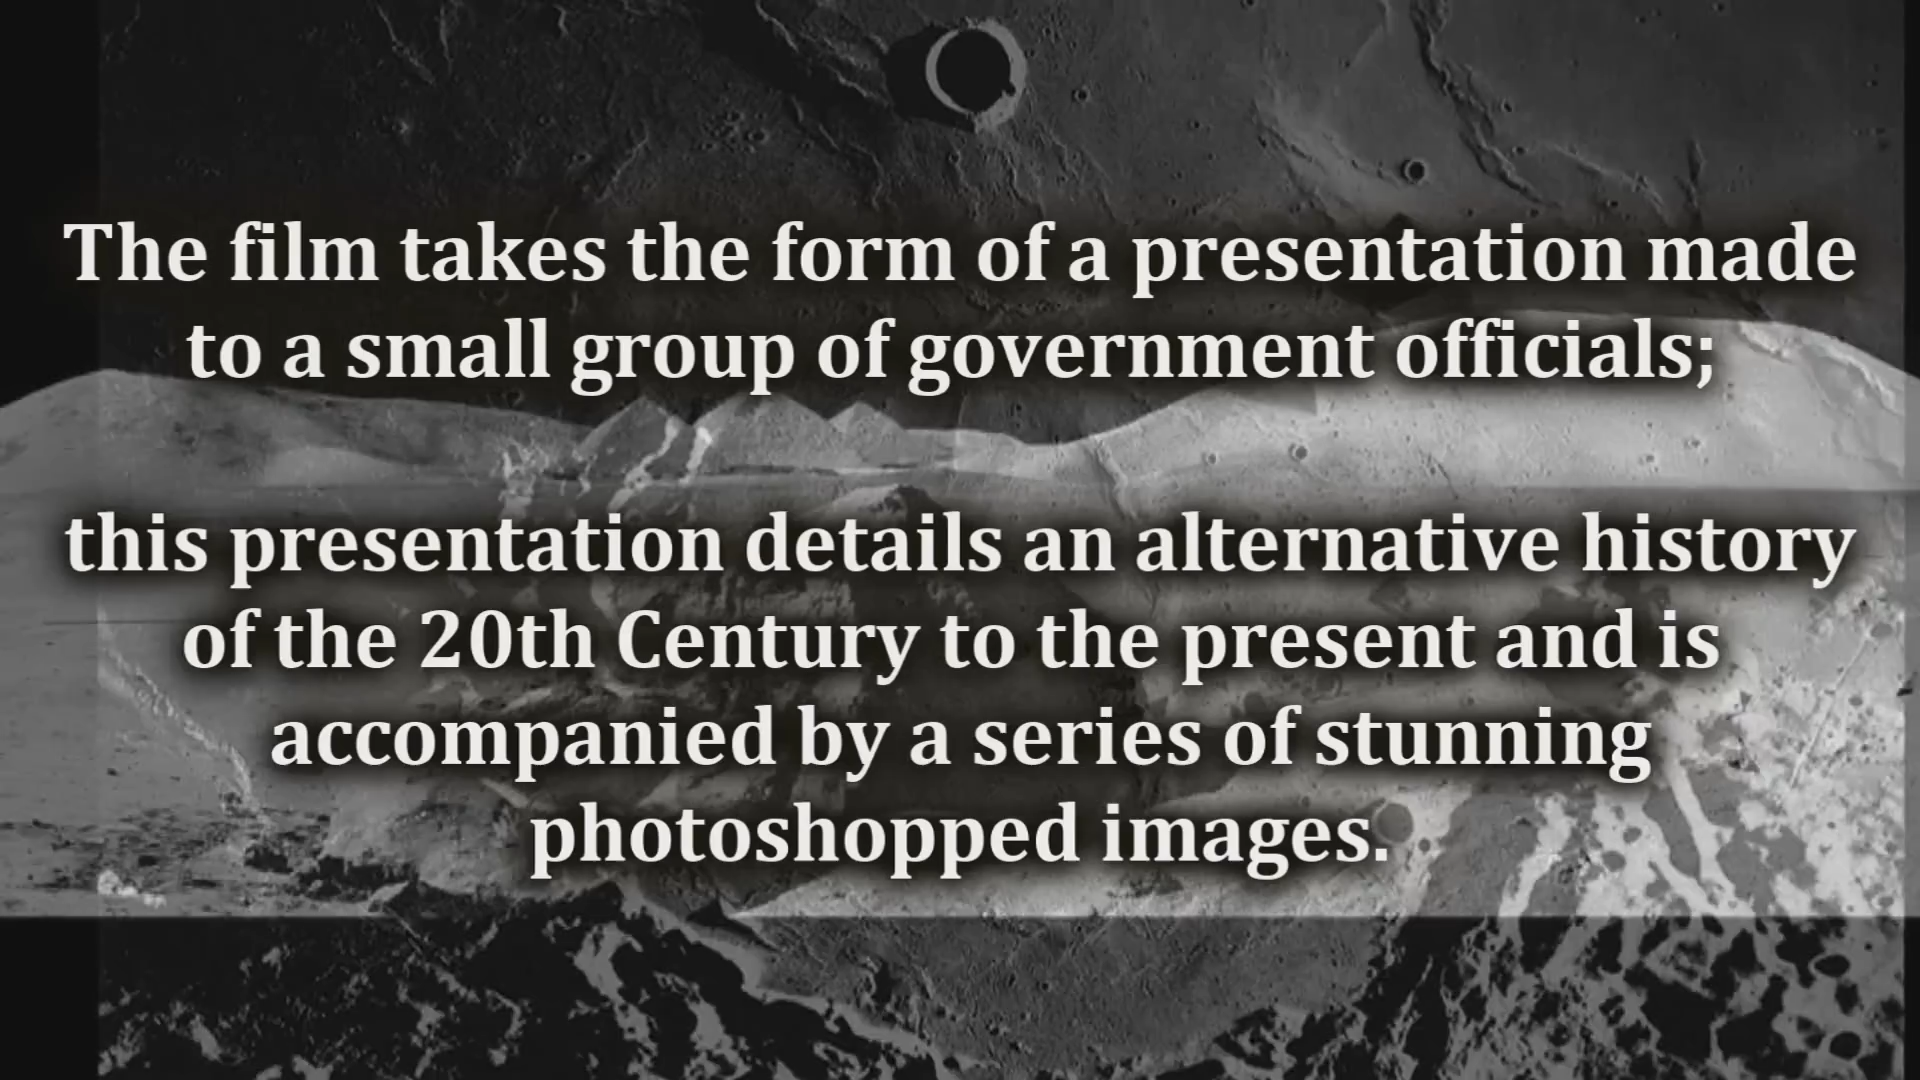 The film takes the form of a presentation made
to a small group of government officials;
this presentation details an alternative history
of the 20th Century to the present and is
accompanied by a series of stunning
photoshopped images.